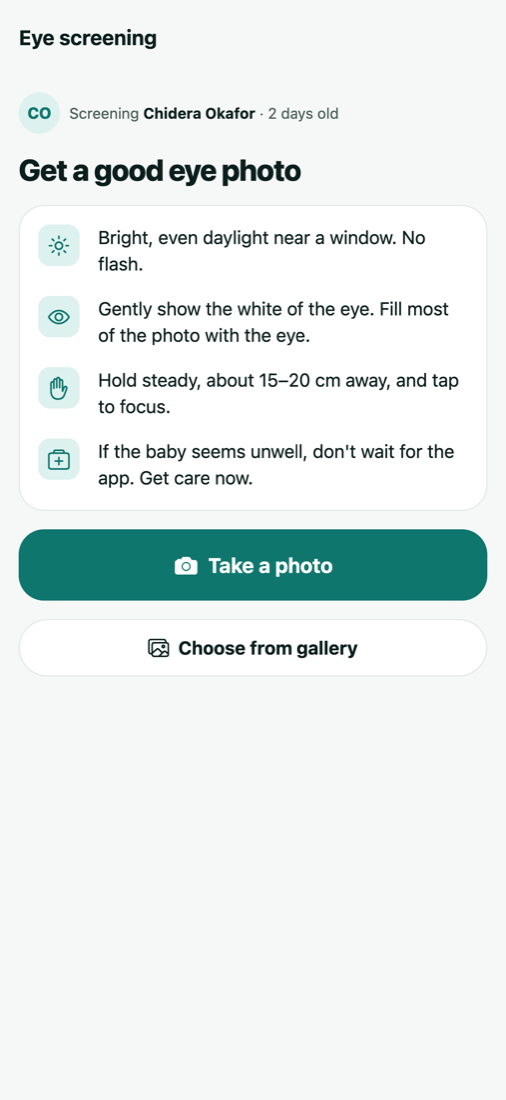 Eye screening
CO
Screening Chidera Okafor · 2 days old
Get a good eye photo
Bright, even daylight near a window. No
flash.
Gently show the white of the eye. Fill most
of the photo with the eye.
Hold steady, about 15–20 cm away, and tap
to focus.
If the baby seems unwell, don't wait for the
app. Get care now.
Take a photo
Choose from gallery